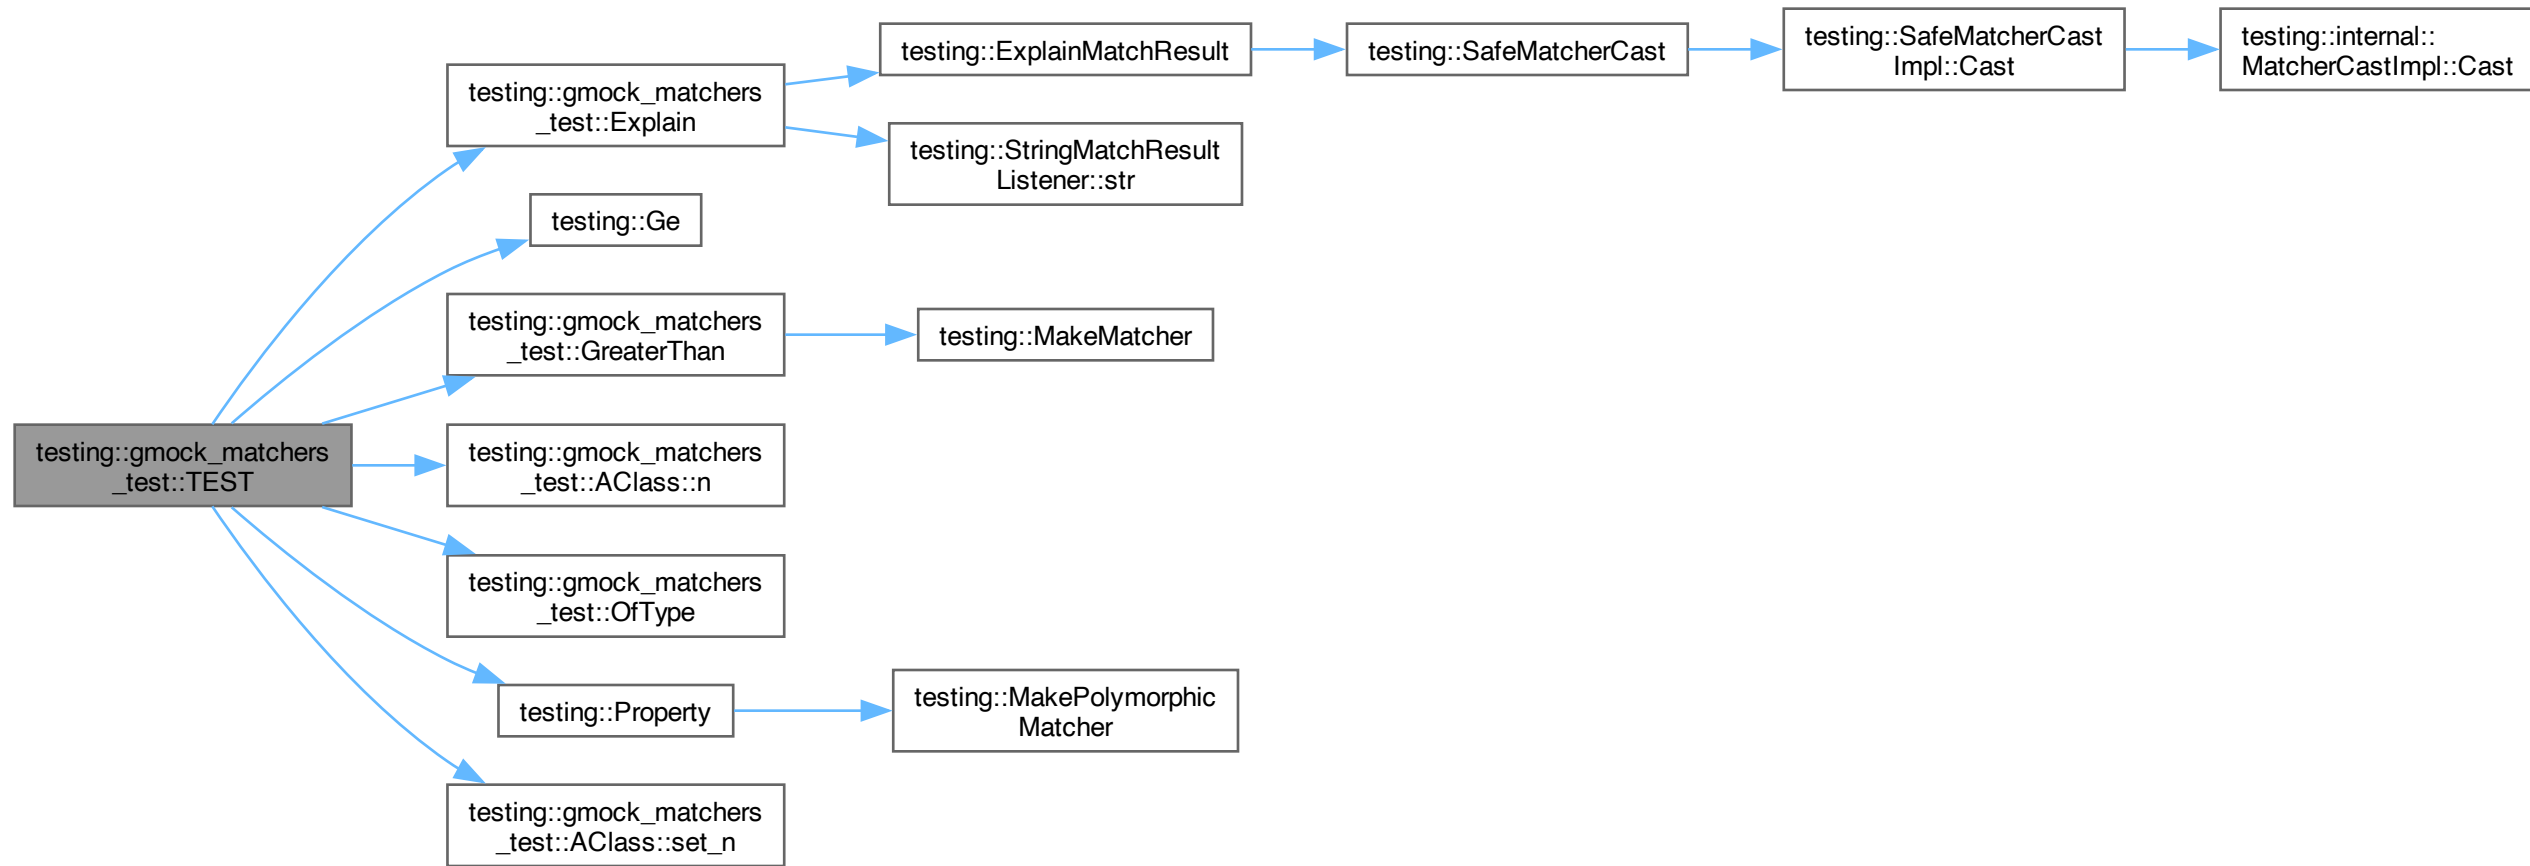 testing::gmock_matchers
_test::TEST
testing::gmock_matchers
_test::Explain
testing::ExplainMatchResult
testing::SafeMatcherCast
testing::SafeMatcherCast
Impl::Cast
testing::internal::
MatcherCastImpl::Cast
testing::StringMatchResult
Listener::str
testing::Ge
testing::gmock_matchers
_test::GreaterThan
testing::MakeMatcher
testing::gmock_matchers
_test::AClass::n
testing::gmock_matchers
_test::OfType
testing::Property
testing::MakePolymorphic
Matcher
testing::gmock_matchers
_test::AClass::set_n